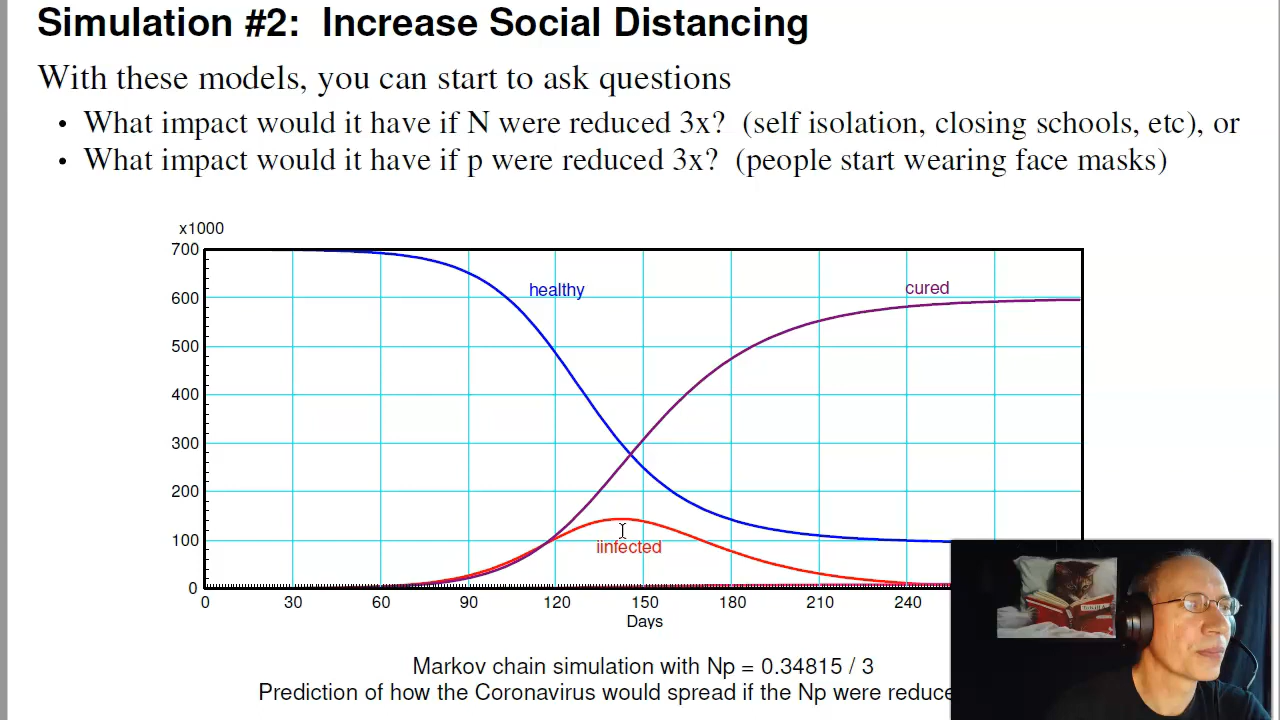 Simulation #2: Increase Social Distancing
With these models, you can start to ask questions
• What impact would it have if N were reduced 3x? (self isolation, closing schools, etc), or
• What impact would it have if p were reduced 3x? (people start wearing face masks)
x1000
700
600
500
400
300
200
100
0
healthy
cured
iinfected
0 30 60 90 120 150 180 210 240
Days
Markov chain simulation with Np = 0.34815 / 3
Prediction of how the Coronavirus would spread if the Np were reduce